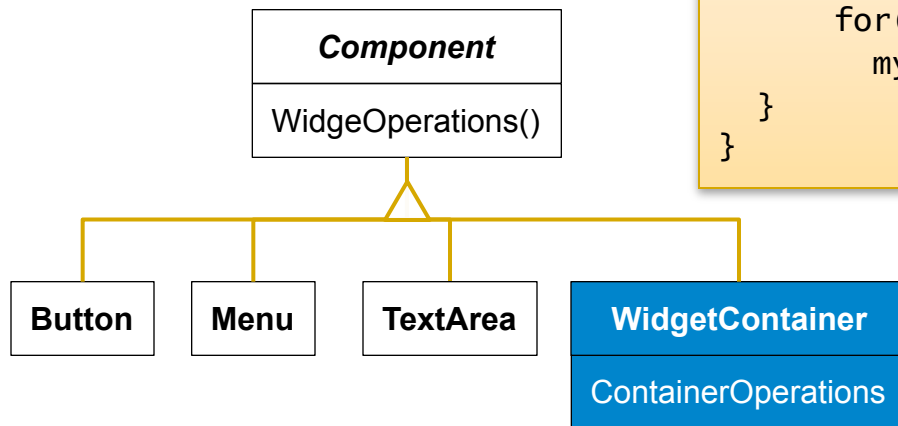 for(
my
}
}
Component
WidgeOperations()
Button
Menu
TextArea
WidgetContainer
ContainerOperations